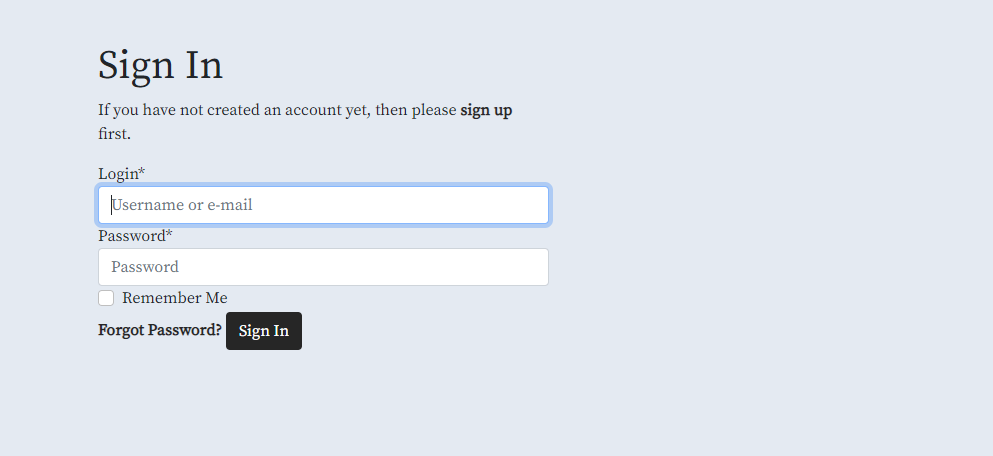 Sign In
If you have not created an account yet, then please sign up
first.
Login*
Username or e-mail
Password*
Password
Remember Me
Forgot Password? Sign In